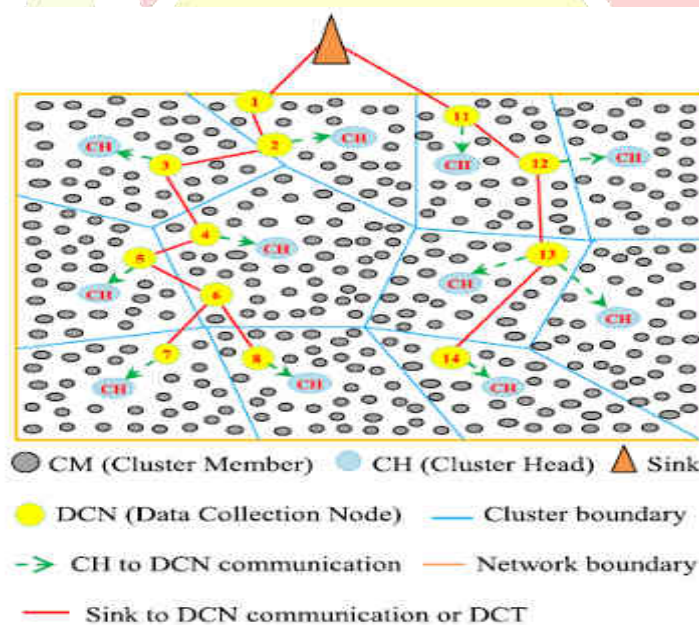 1
11
2
CH
CH
3
CH
12
CH
4
CH
5
13
CH
CH
6
CH
7
8
14
CH
CH
CH
CM (Cluster Member)
CH (Cluster Head)
Sink
DCN (Data Collection Node)
Cluster boundary
CH to DCN communication
Network boundary
Sink to DCN communication or DCT